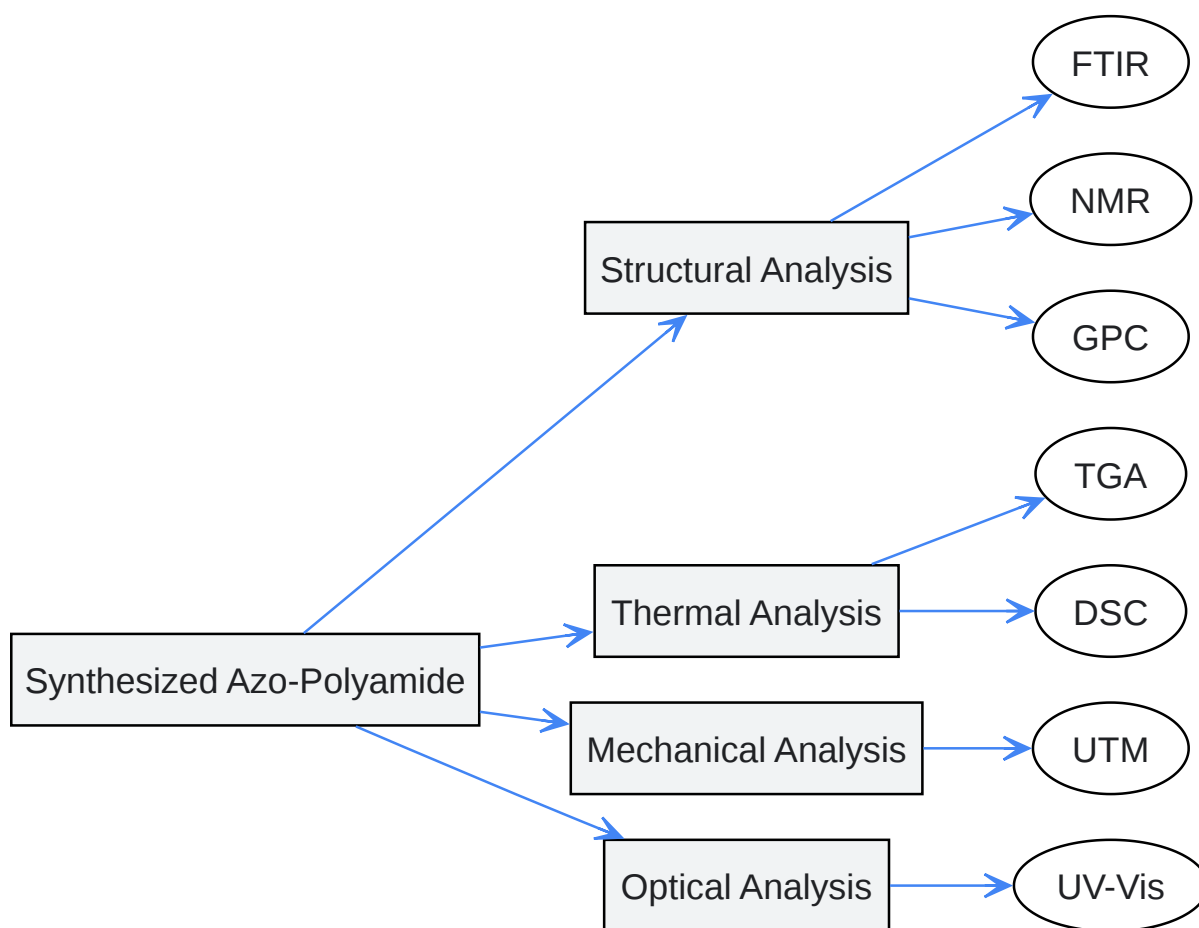 FTIR
NMR
Structural Analysis
GPC
TGA
Thermal Analysis
DSC
Synthesized Azo-Polyamide
Mechanical Analysis
UTM
Optical Analysis
UV-Vis